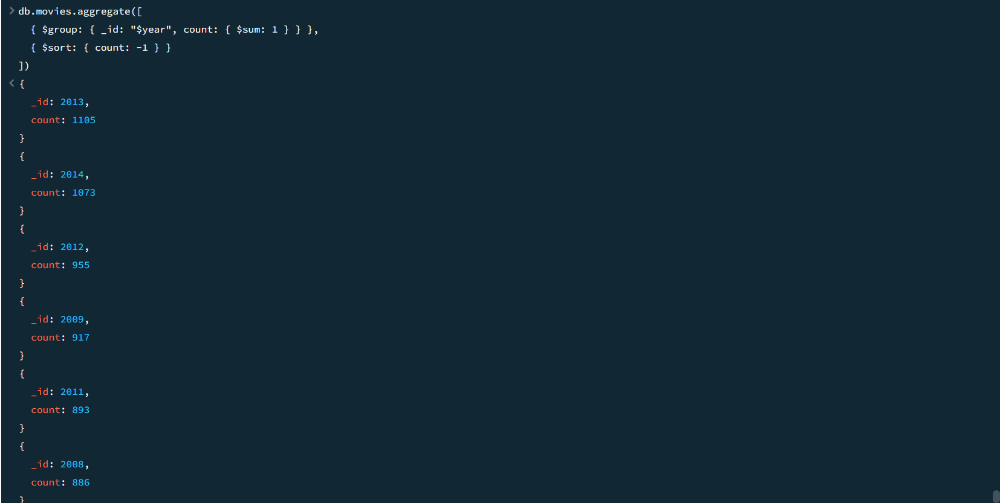 > db.movies.aggregate([
{ $group: { _id: "$year", count: { $sum: 1 } } },
{ $sort: { count: -1 } }
])
< {
_id: 2013,
count: 1105
}
{
_id: 2014,
count: 1073
}
{
_id: 2012,
count: 955
}
{
_id: 2009,
count: 917
}
{
_id: 2011,
count: 893
}
{
_id: 2008,
count: 886
}